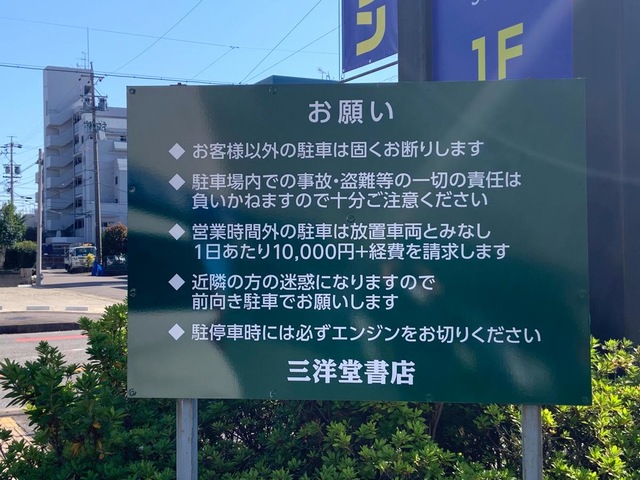 ジ
1F
お願い
◆ お客様以外の駐車は固くお断りします
◆ 駐車場内での事故・盗難等の一切の責任は
負いかねますので十分ご注意ください
◆ 営業時間外の駐車は放置車両とみなし
1日あたり10,000円+経費を請求します
◆ 近隣の方の迷惑になりますので
前向き駐車でお願いします
◆ 駐停車時には必ずエンジンをお切りください
三洋堂書店